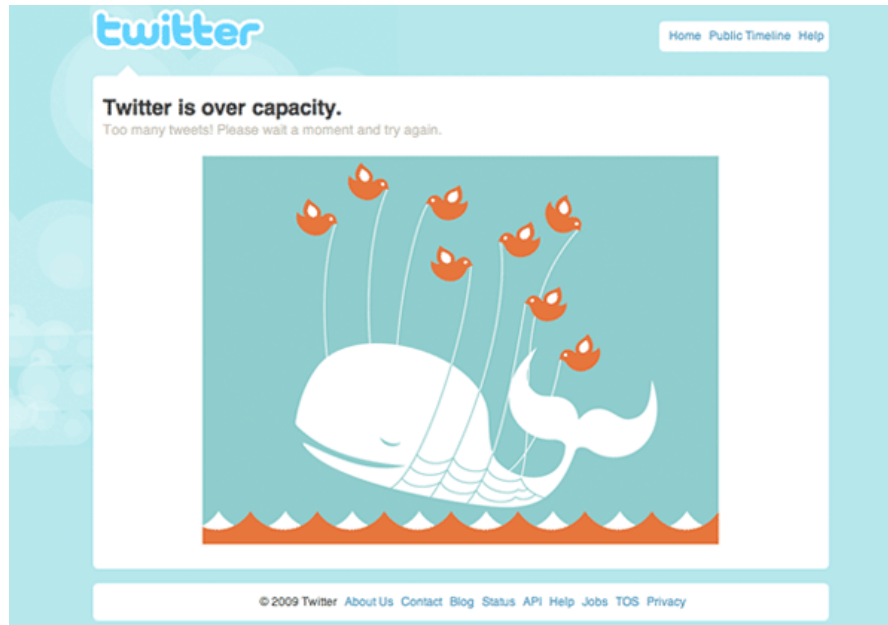 twitter
Home Public Timeline Help
Twitter is over capacity.
Too many tweets! Please wait a moment and try again.
© 2009 Twitter About Us Contact Blog Status API Help Jobs TOS Privacy